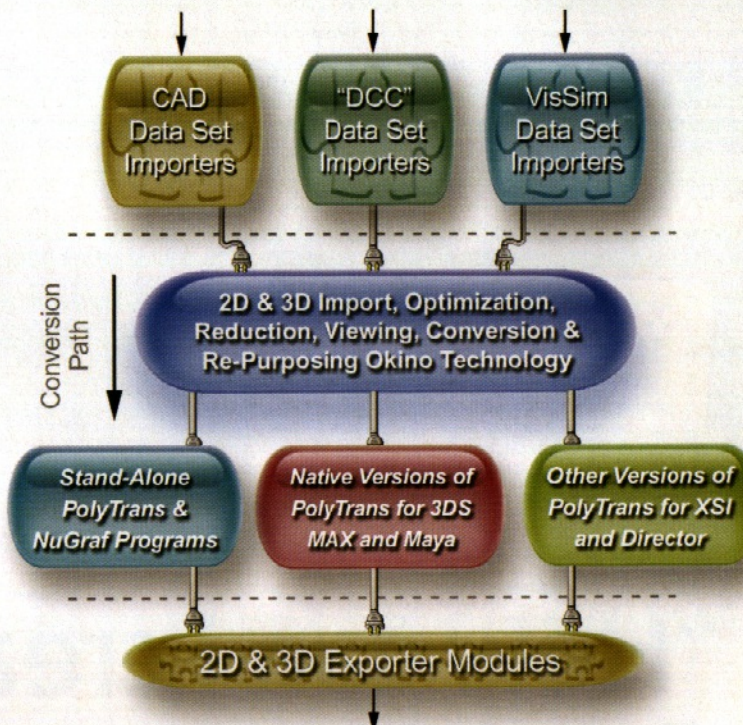 CAD
Data Set
Importers
"DCC"
Data Set
Importers
VisSim
Data Set
Importers
Conversion
Path
2D & 3D Import, Optimization,
Reduction, Viewing, Conversion &
Re-Purposing Okino Technology
Stand-Alone
PolyTrans &
NuGraf Programs
Native Versions of
PolyTrans for 3DS
MAX and Maya
Other Versions of
PolyTrans for XSI
and Director
2D & 3D Exporter Modules